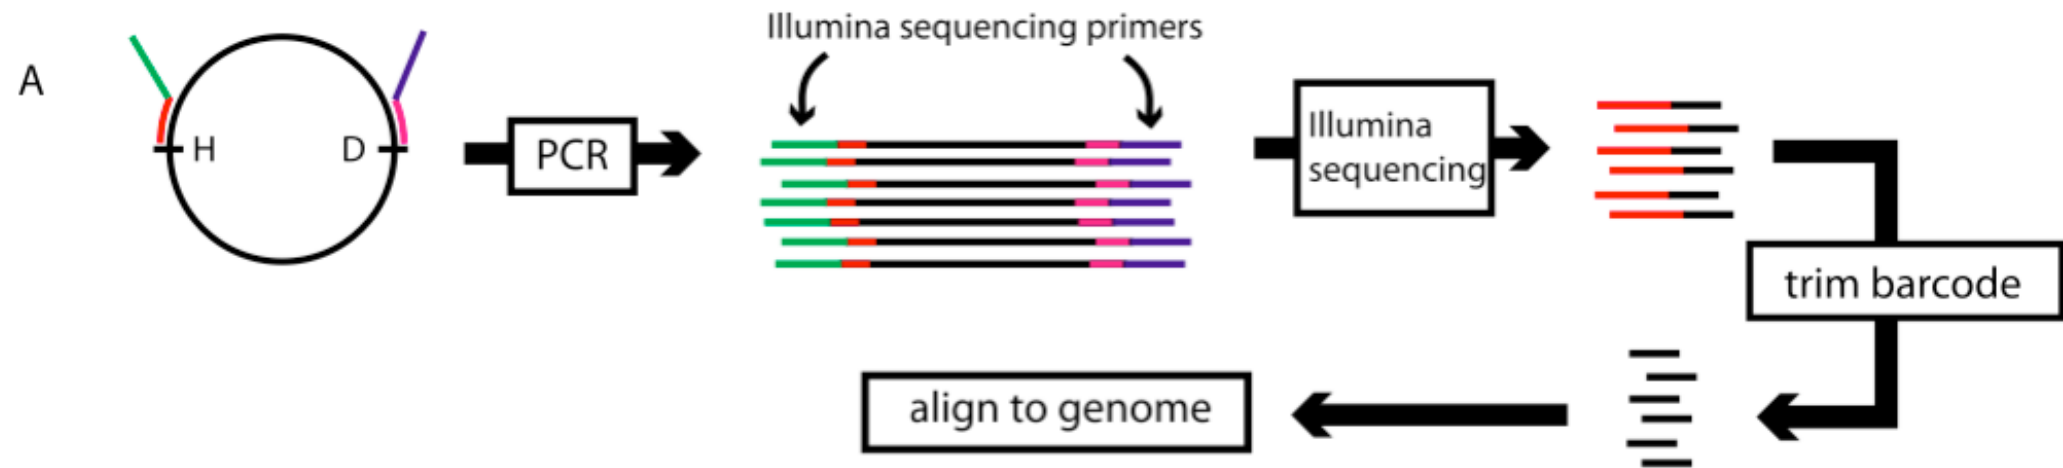 A
H
D
PCR
Illumina sequencing primers
Illumina
sequencing
trim barcode
align to genome